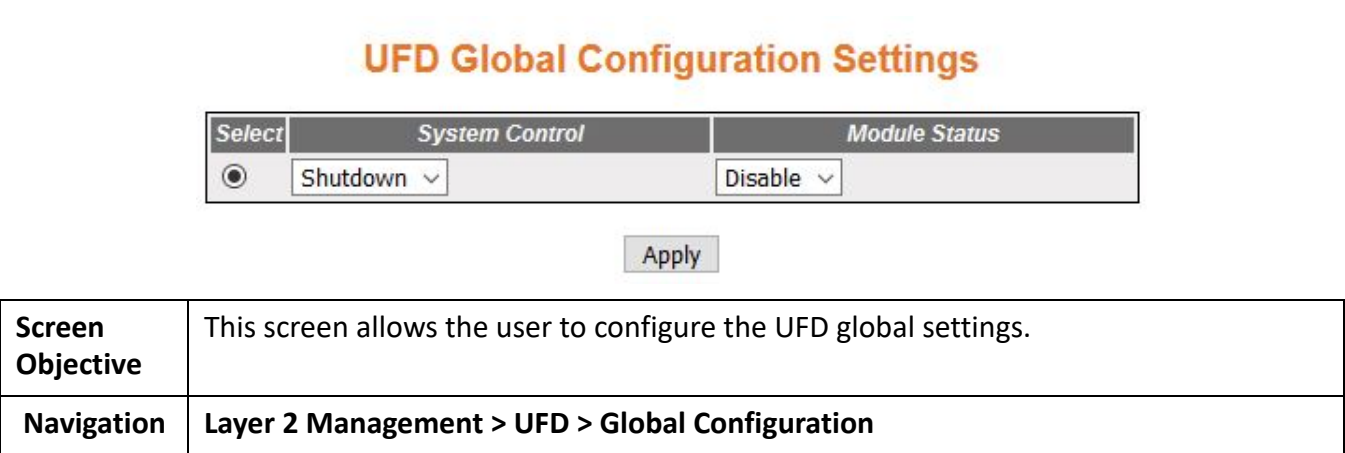 UFD Global Configuration Settings
Select System Control Module Status
Shutdown Disable
Apply
Screen Objective This screen allows the user to configure the UFD global settings.
Navigation Layer 2 Management > UFD > Global Configuration